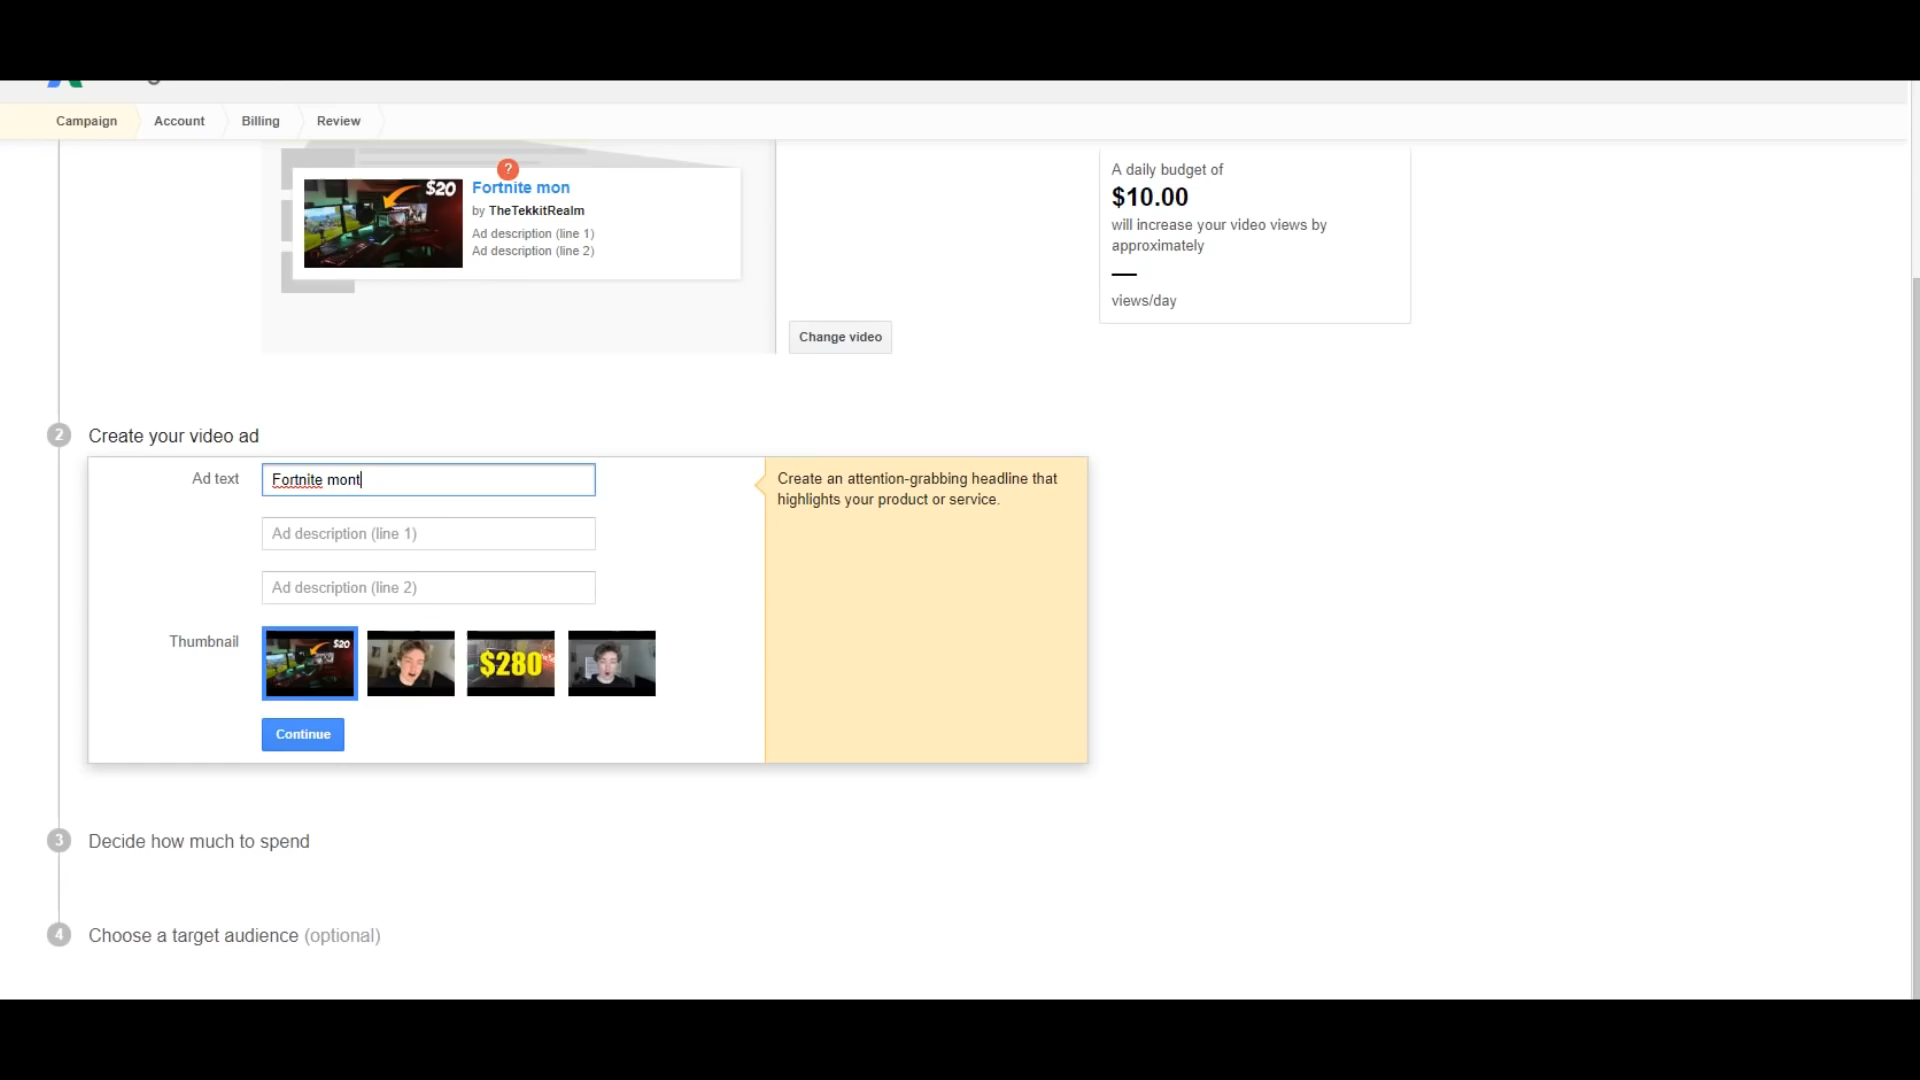 Campaign
Account
Billing
Review
?
$20
Fortnite mon
by TheTekkitRealm
Ad description (line 1)
Ad description (line 2)
Change video
A daily budget of
$10.00
will increase your video views by
approximately
—
views/day
2
Create your video ad
Ad text
Fortnite mont
Ad description (line 1)
Ad description (line 2)
Create an attention-grabbing headline that
highlights your product or service.
Thumbnail
$20
$280
Continue
3
Decide how much to spend
4
Choose a target audience (optional)